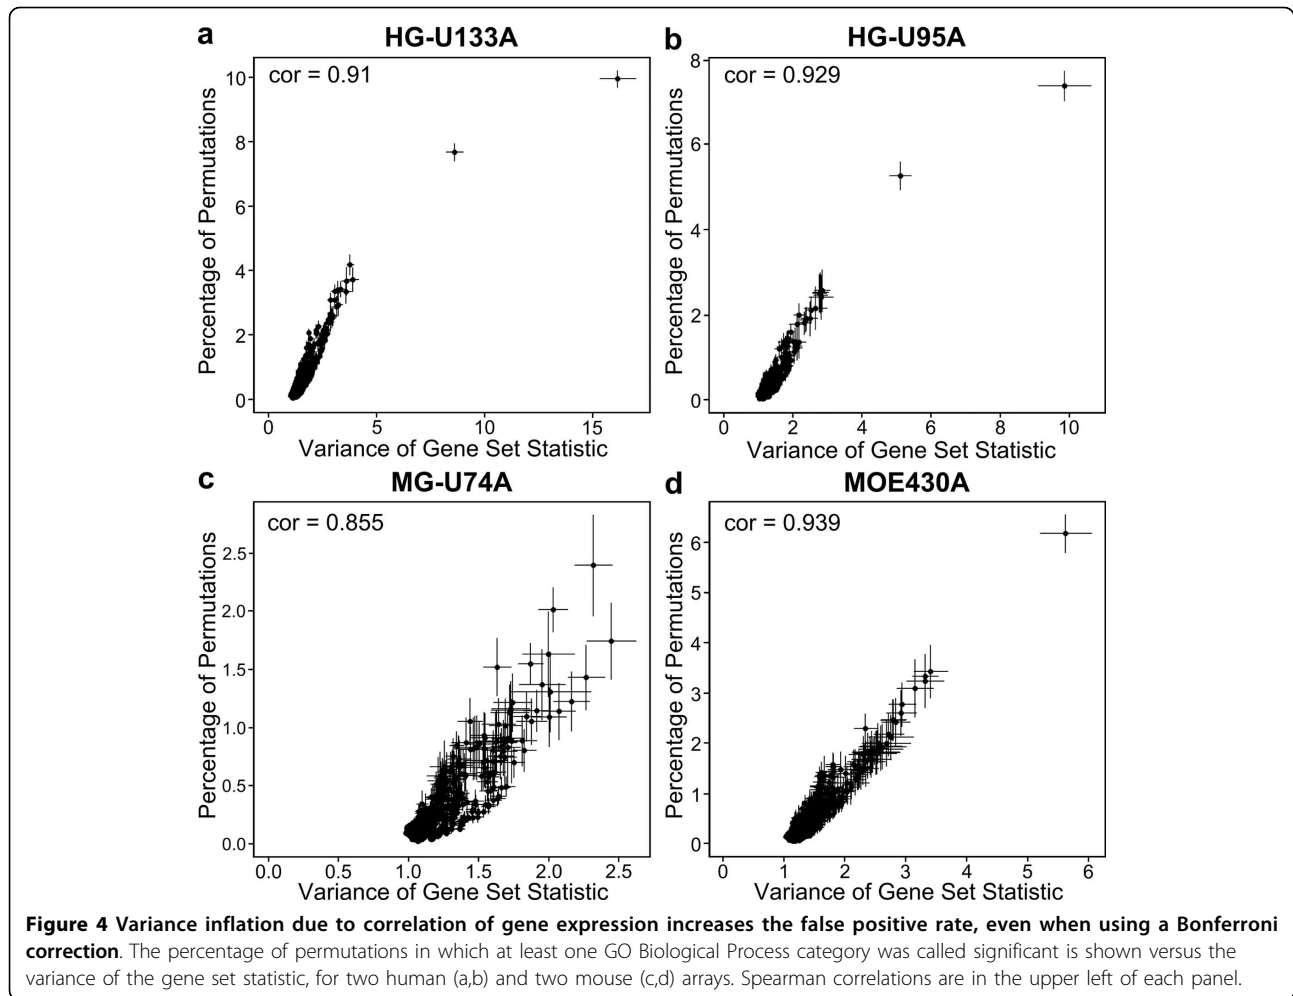 a HG-U133A
cor = 0.91
Percentage of Permutations
10
8
6
4
2
0
0 5 10 15
Variance of Gene Set Statistic
b HG-U95A
cor = 0.929
Percentage of Permutations
8
6
4
2
0
0 2 4 6 8 10
Variance of Gene Set Statistic
c MG-U74A
cor = 0.855
Percentage of Permutations
2.5
2.0
1.5
1.0
0.5
0.0
0.0 0.5 1.0 1.5 2.0 2.5
Variance of Gene Set Statistic
d MOE430A
cor = 0.939
Percentage of Permutations
6
5
4
3
2
1
0
0 1 2 3 4 5 6
Variance of Gene Set Statistic
Figure 4 Variance inflation due to correlation of gene expression increases the false positive rate, even when using a Bonferroni
correction. The percentage of permutations in which at least one GO Biological Process category was called significant is shown versus the
variance of the gene set statistic, for two human (a,b) and two mouse (c,d) arrays. Spearman correlations are in the upper left of each panel.